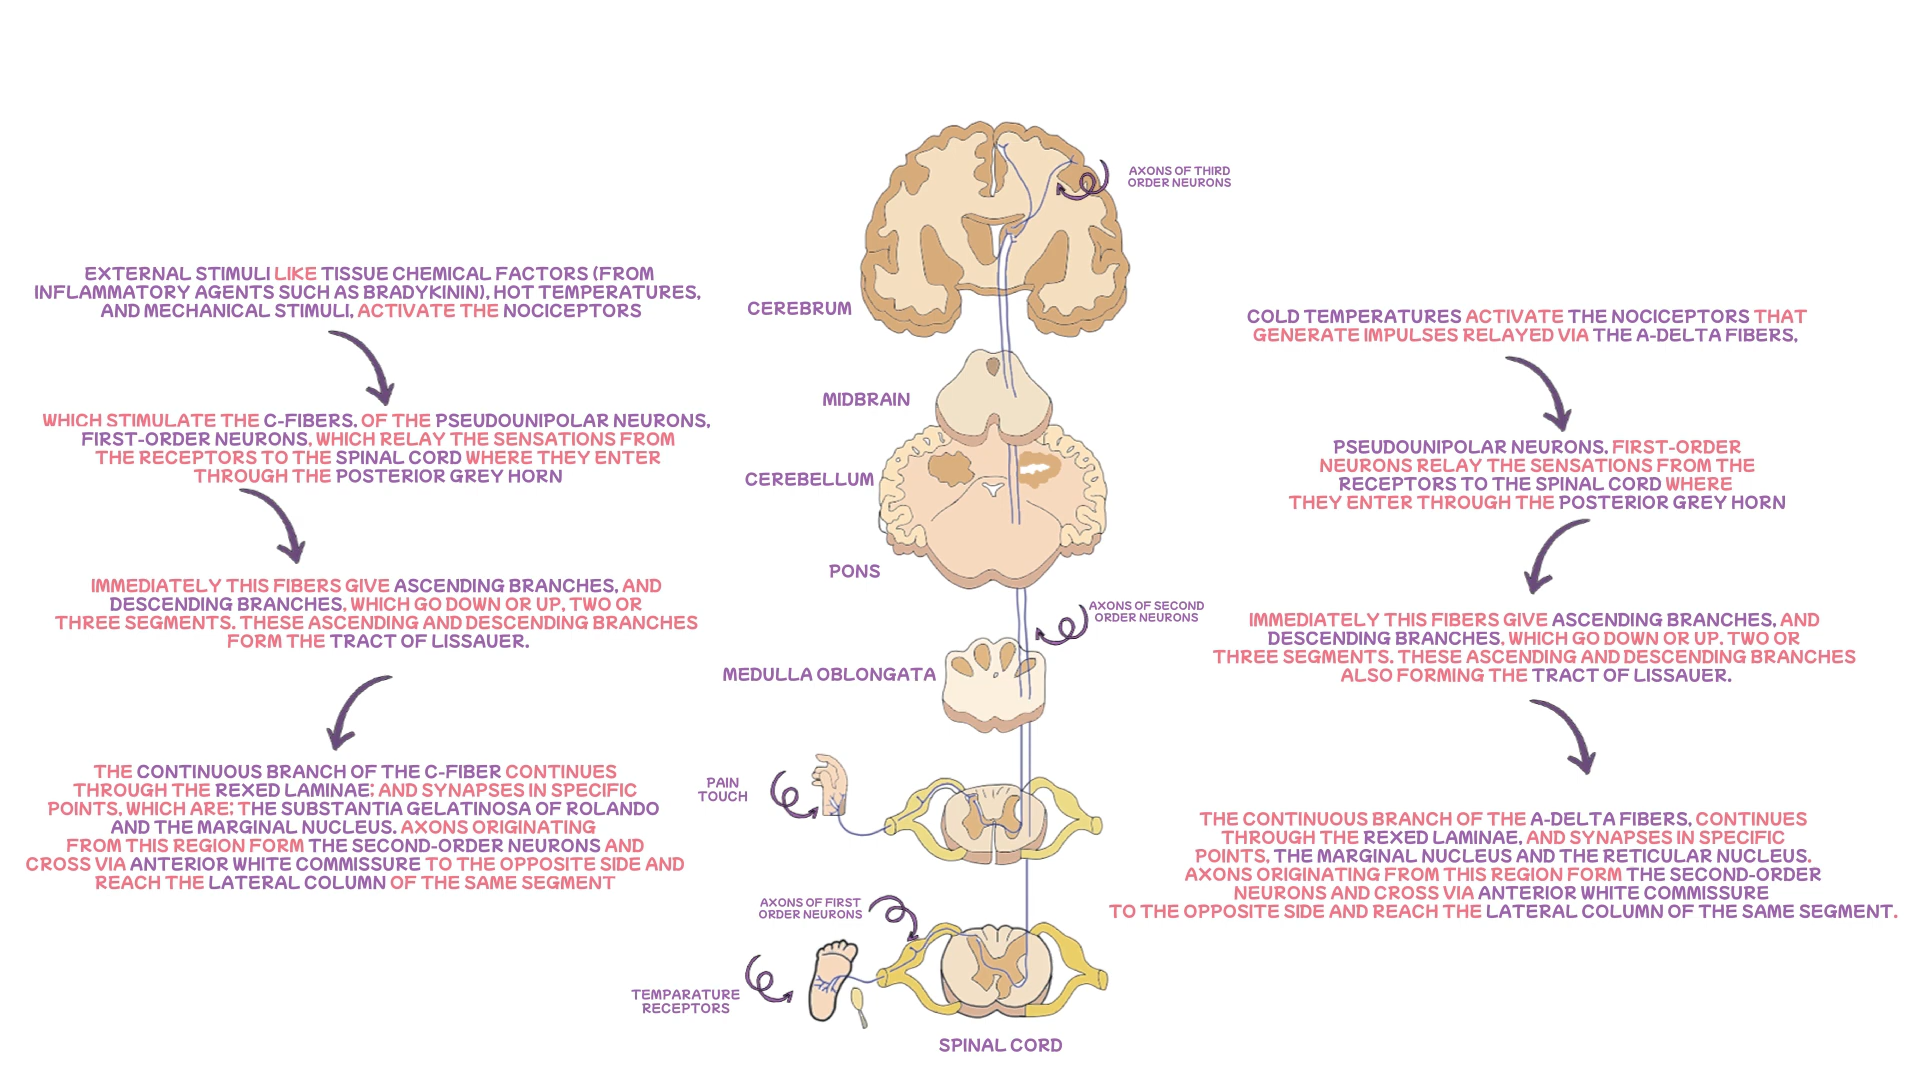 EXTERNAL STIMULI LIKE TISSUE CHEMICAL FACTORS (FROM
INFLAMMATORY AGENTS SUCH AS BRADYKININ), HOT TEMPERATURES,
AND MECHANICAL STIMULI, ACTIVATE THE NOCICEPTORS
WHICH STIMULATE THE C-FIBERS, OF THE PSEUDOUNIPOLAR NEURONS,
FIRST-ORDER NEURONS, WHICH RELAY THE SENSATIONS FROM
THE RECEPTORS TO THE SPINAL CORD WHERE THEY ENTER
THROUGH THE POSTERIOR GREY HORN
IMMEDIATELY THIS FIBERS GIVE ASCENDING BRANCHES, AND
DESCENDING BRANCHES, WHICH GO DOWN OR UP, TWO OR
THREE SEGMENTS. THESE ASCENDING AND DESCENDING BRANCHES
FORM THE TRACT OF LISSAUER.
THE CONTINUOUS BRANCH OF THE C-FIBER CONTINUES
THROUGH THE REXED LAMINAE; AND SYNAPSES IN SPECIFIC
POINTS, WHICH ARE; THE SUBSTANTIA GELATINOSA OF ROLANDO
AND THE MARGINAL NUCLEUS. AXONS ORIGINATING
FROM THIS REGION FORM THE SECOND-ORDER NEURONS AND
CROSS VIA ANTERIOR WHITE COMMISSURE TO THE OPPOSITE SIDE AND
REACH THE LATERAL COLUMN OF THE SAME SEGMENT
AXONS OF THIRD
ORDER NEURONS
CEREBRUM
MIDBRAIN
CEREBELLUM
PONS
AXONS OF SECOND
ORDER NEURONS
MEDULLA OBLONGATA
PAIN
TOUCH
AXONS OF FIRST
ORDER NEURONS
TEMPARATURE
RECEPTORS
SPINAL CORD
COLD TEMPERATURES ACTIVATE THE NOCICEPTORS THAT
GENERATE IMPULSES RELAYED VIA THE A-DELTA FIBERS,
PSEUDOUNIPOLAR NEURONS, FIRST-ORDER
NEURONS RELAY THE SENSATIONS FROM THE
RECEPTORS TO THE SPINAL CORD WHERE
THEY ENTER THROUGH THE POSTERIOR GREY HORN
IMMEDIATELY THIS FIBERS GIVE ASCENDING BRANCHES, AND
DESCENDING BRANCHES, WHICH GO DOWN OR UP, TWO OR
THREE SEGMENTS. THESE ASCENDING AND DESCENDING BRANCHES
ALSO FORMING THE TRACT OF LISSAUER.
THE CONTINUOUS BRANCH OF THE A-DELTA FIBERS, CONTINUES
THROUGH THE REXED LAMINAE, AND SYNAPSES IN SPECIFIC
POINTS, THE MARGINAL NUCLEUS AND THE RETICULAR NUCLEUS.
AXONS ORIGINATING FROM THIS REGION FORM THE SECOND-ORDER
NEURONS AND CROSS VIA ANTERIOR WHITE COMMISSURE
TO THE OPPOSITE SIDE AND REACH THE LATERAL COLUMN OF THE SAME SEGMENT.